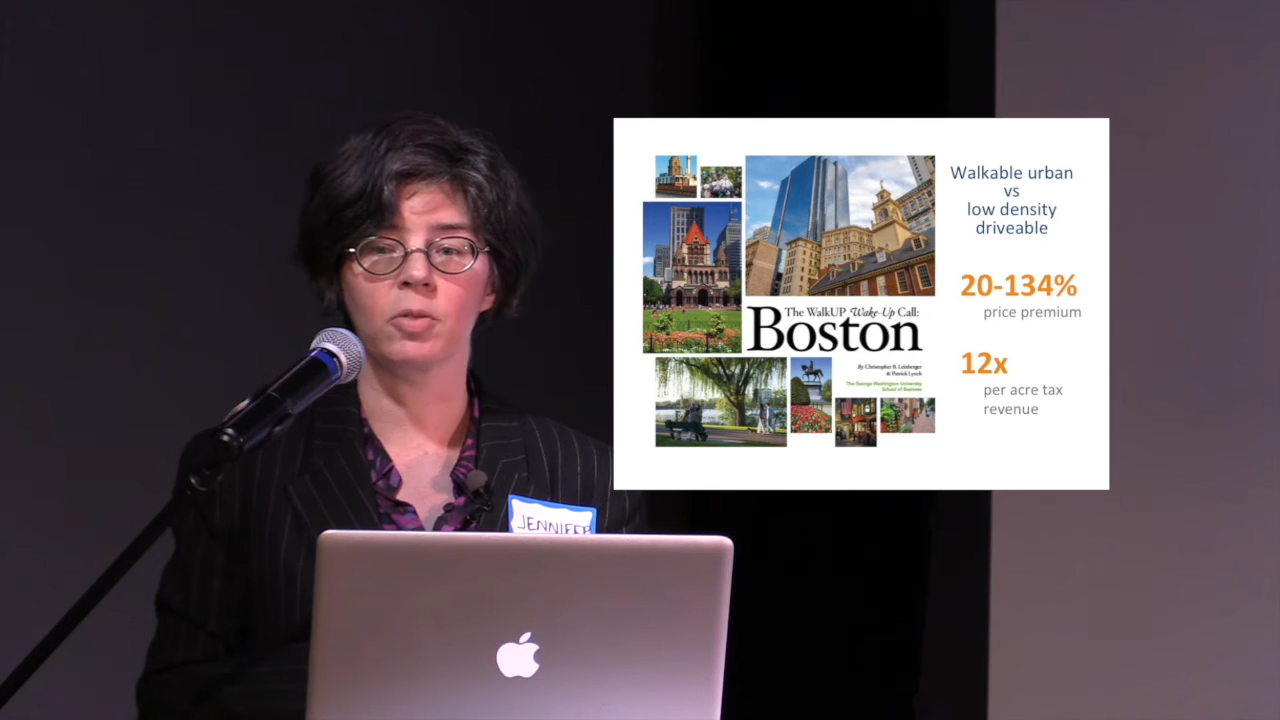 JENNIFER
The WalkUP Wake-Up Call:
Boston
By Christopher B. Leinberger
& Patrick Lynch
The George Washington University
School of Business
Walkable urban
vs
low density
driveable
20-134%
price premium
12x
per acre tax
revenue